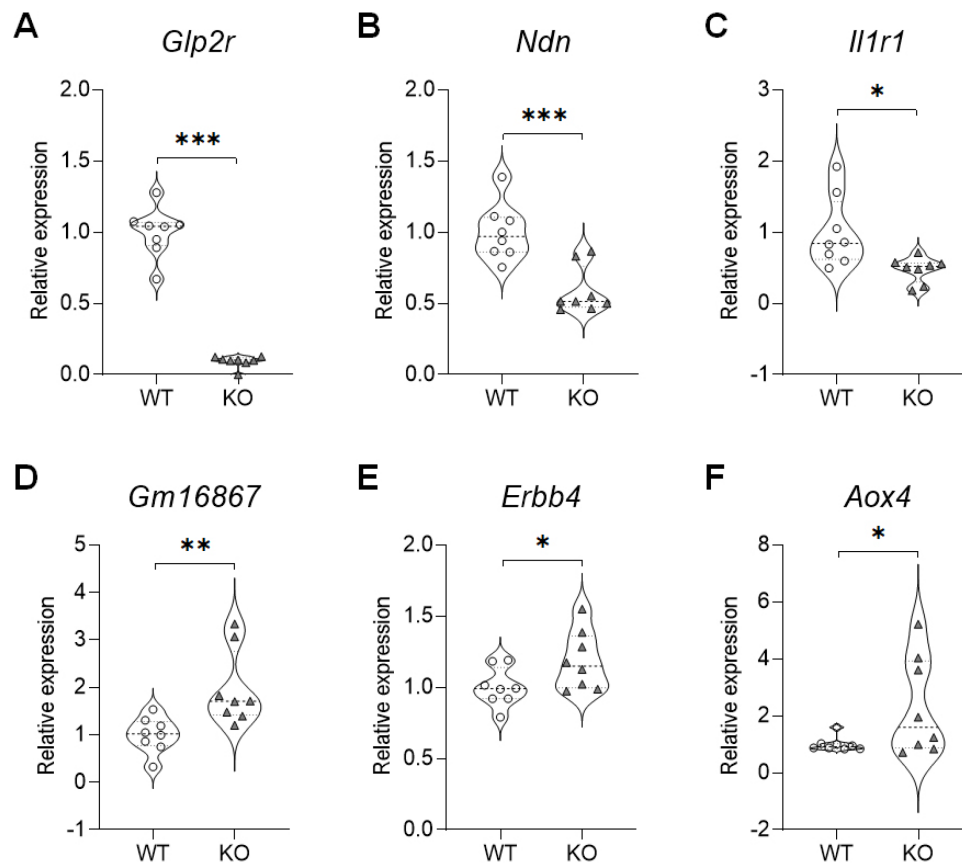 A
Glp2r
Relative expression
2.0
1.5
1.0
0.5
0.0
***
WT KO
B
Ndn
Relative expression
2.0
1.5
1.0
0.5
0.0
***
WT KO
C
Il1r1
Relative expression
3
2
1
0
-1
*
WT KO
D
Gm16867
Relative expression
5
4
3
2
1
0
-1
**
WT KO
E
Erbb4
Relative expression
2.0
1.5
1.0
0.5
0.0
*
WT KO
F
Aox4
Relative expression
8
6
4
2
0
-2
*
WT KO